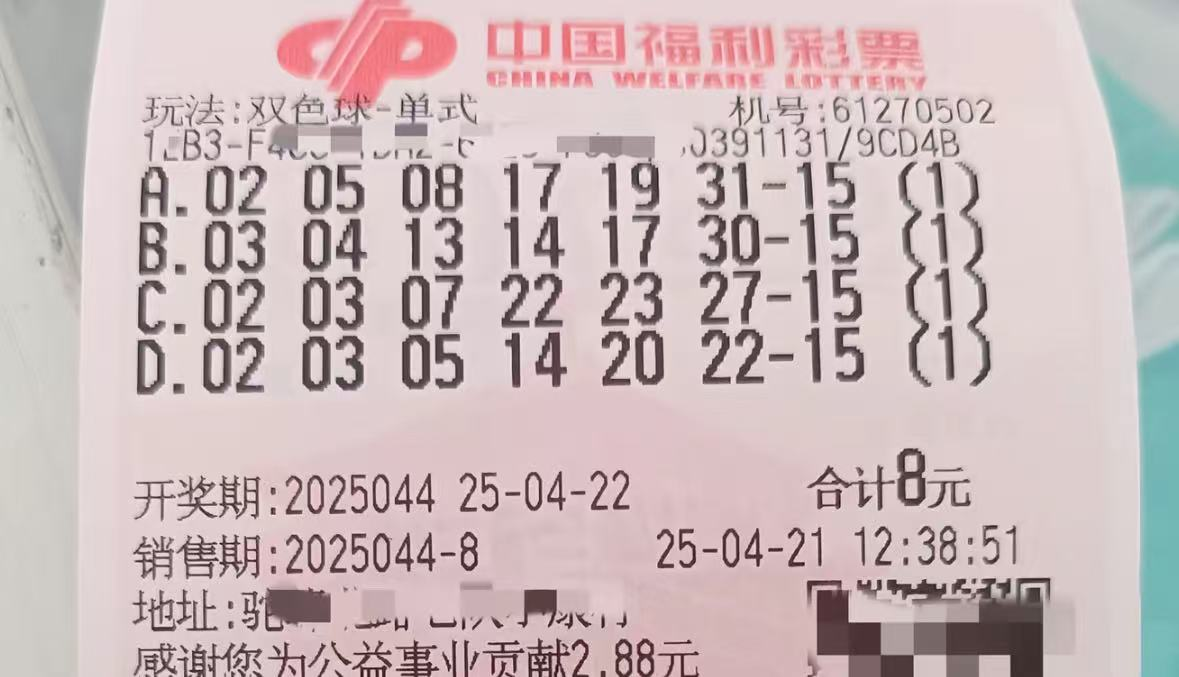 中国福利彩票
CHINA WELFARE LOTTERY
玩法:双色球-单式 机号:61270502
0391131/9CD4B
A.02 05 08 17 19 31-15 (1)
B.03 04 13 14 17 30-15 (1)
C.02 03 07 22 23 27-15 (1)
D.02 03 05 14 20 22-15 (1)
开奖期:2025044 25-04-22 合计8元
销售期:2025044-8 25-04-21 12:38:51
地址:驼
感谢您为公益事业贡献2.88元